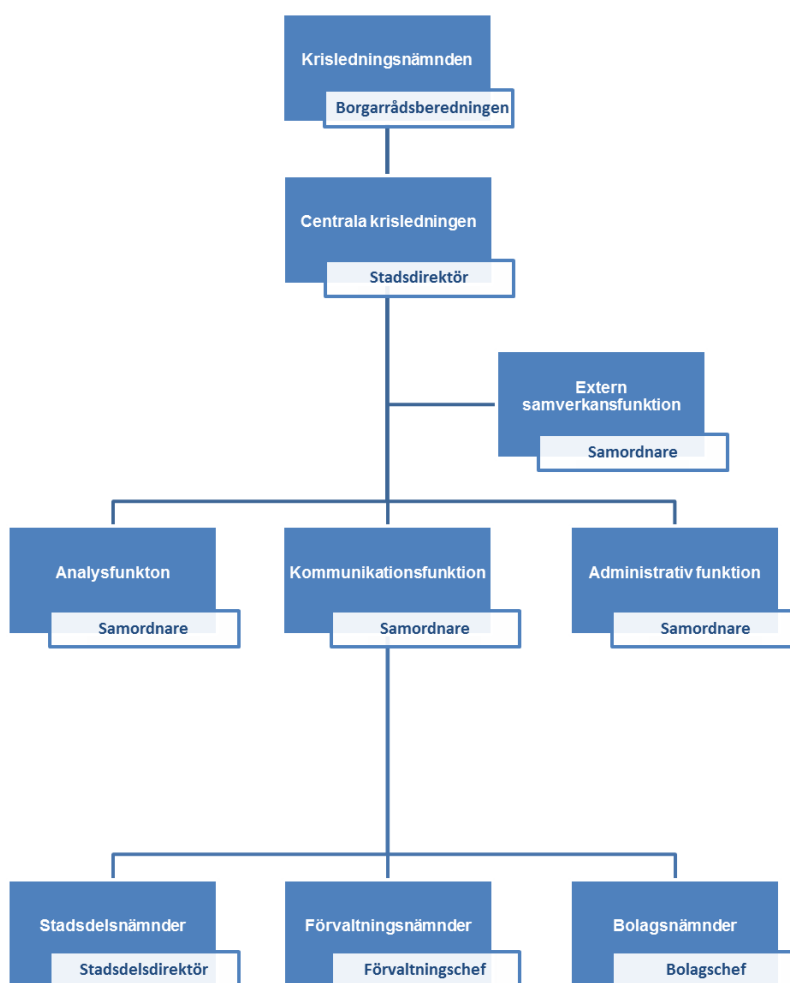 Krisledningsnämnden
Borgarrådsberedningen
Centrala krisledningen
Stadsdirektör
Extern
samverkansfunktion
Samordnare
Analysfunkton
Samordnare
Kommunikationsfunktion
Samordnare
Administrativ funktion
Samordnare
Stadsdelsnämnder
Stadsdelsdirektör
Förvaltningsnämnder
Förvaltningschef
Bolagsnämnder
Bolagschef